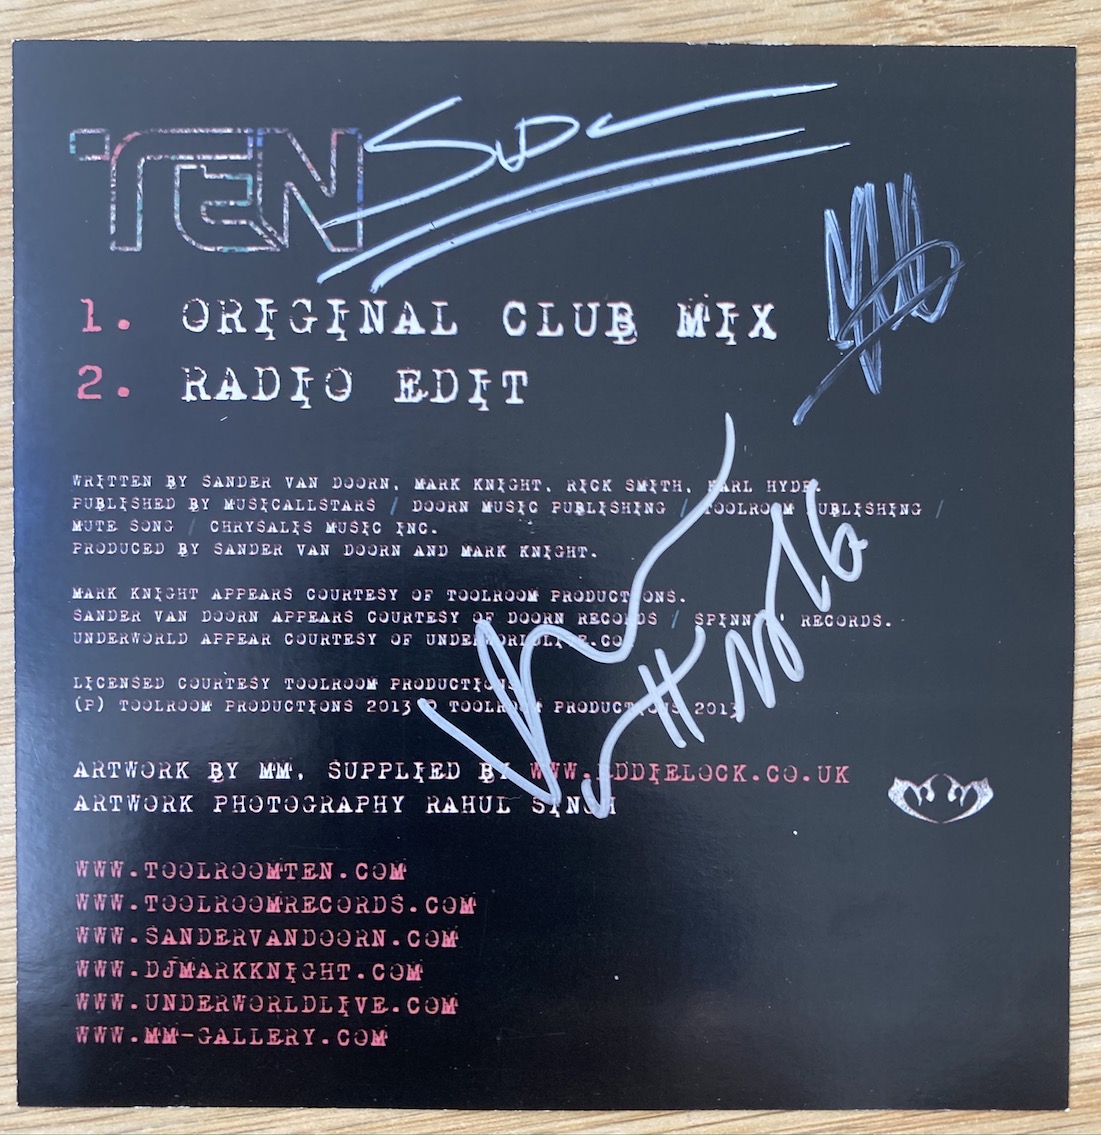 TEN
SVD
1. ORIGINAL CLUB MIX
2. RADIO EDIT
WRITTEN BY SANDER VAN DOORN, MARK KNIGHT, RICK SMITH, KARL HYDE
PUBLISHED BY MUSICALLSTARS / DOORN MUSIC PUBLISHING / TOOLROOM PUBLISHING /
MUTE SONG / CHRYSALIS MUSIC INC.
PRODUCED BY SANDER VAN DOORN AND MARK KNIGHT.
MARK KNIGHT APPEARS COURTESY OF TOOLROOM PRODUCTIONS.
SANDER VAN DOORN APPEARS COURTESY OF DOORN RECORDS / SPINNIN' RECORDS.
UNDERWORLD APPEAR COURTESY OF UNDERWORLDLIVE.COM
LICENSED COURTESY TOOLROOM PRODUCTIONS
(P) TOOLROOM PRODUCTIONS 2013 © TOOLROOM PRODUCTIONS 2013
ARTWORK BY MM, SUPPLIED BY WWW.EDDIELOCK.CO.UK
ARTWORK PHOTOGRAPHY RAHUL SINGH
WWW.TOOLROOMTEN.COM
WWW.TOOLROOMRECORDS.COM
WWW.SANDERVANDOORN.COM
WWW.DJMARKKNIGHT.COM
WWW.UNDERWORLDLIVE.COM
WWW.MM-GALLERY.COM